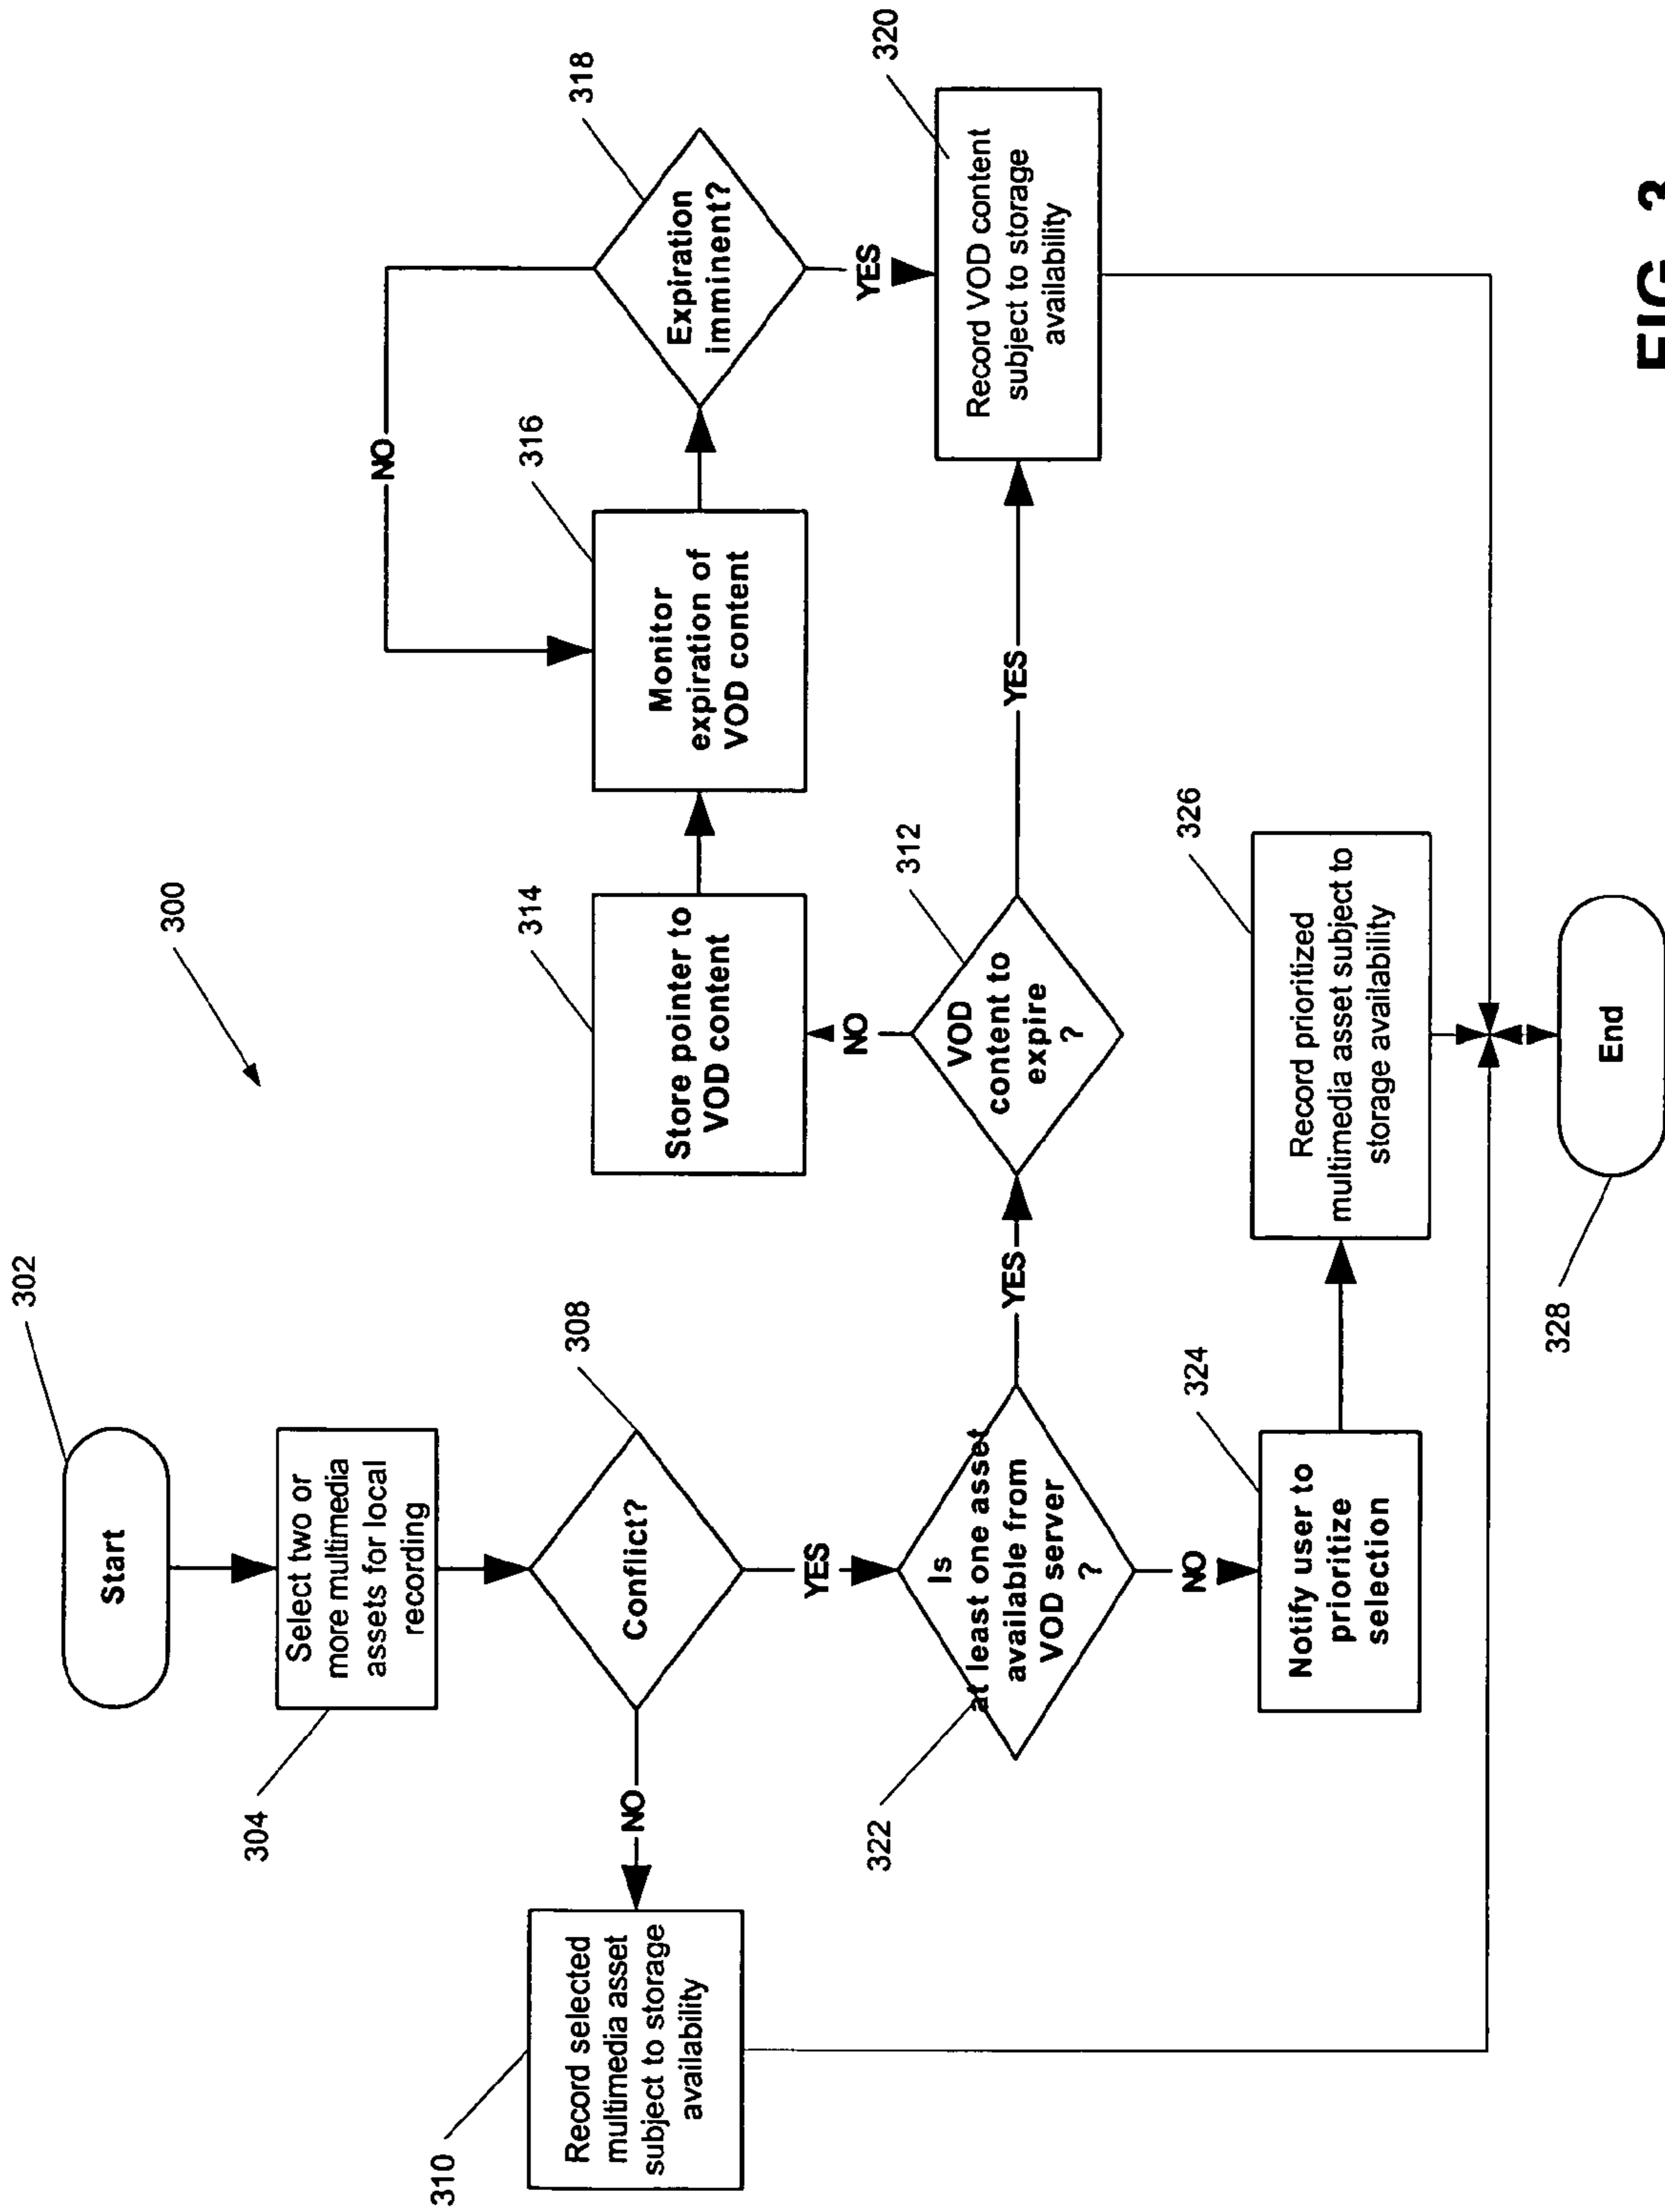 302
Start
304
Select two or
more multimedia
assets for local
recording
308
Conflict?
NO
310
Record selected
multimedia asset
subject to storage
availability
YES
322
Is
at least one asset
available from
VOD server
?
NO
324
Notify user to
prioritize
selection
326
Record prioritized
multimedia asset subject to
storage availability
YES
312
VOD
content to
expire
?
NO
314
Store pointer to
VOD content
300
316
Monitor
expiration of
VOD content
NO
318
Expiration
imminent?
YES
YES
320
Record VOD content
subject to storage
availability
328
End
FIG. 3